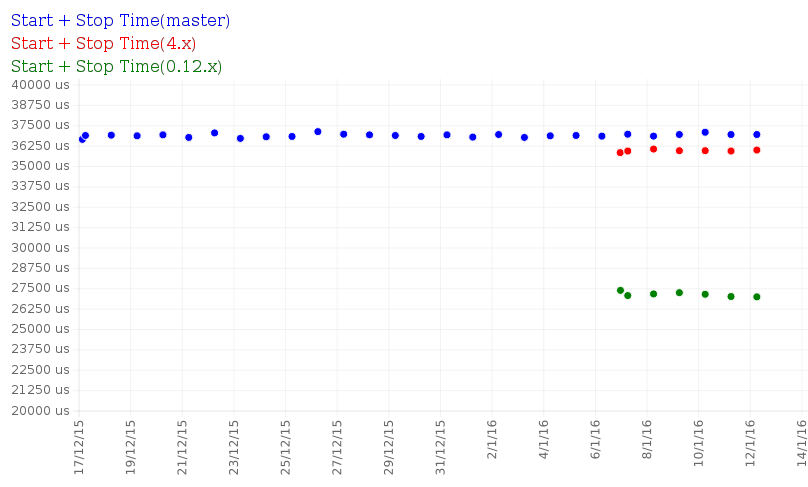 Start + Stop Time(master)
Start + Stop Time(4.x)
Start + Stop Time(0.12.x)
40000 us
38750 us
37500 us
36250 us
35000 us
33750 us
32500 us
31250 us
30000 us
28750 us
27500 us
26250 us
25000 us
23750 us
22500 us
21250 us
20000 us
17/12/15
19/12/15
21/12/15
23/12/15
25/12/15
27/12/15
29/12/15
31/12/15
2/1/16
4/1/16
6/1/16
8/1/16
10/1/16
12/1/16
14/1/16